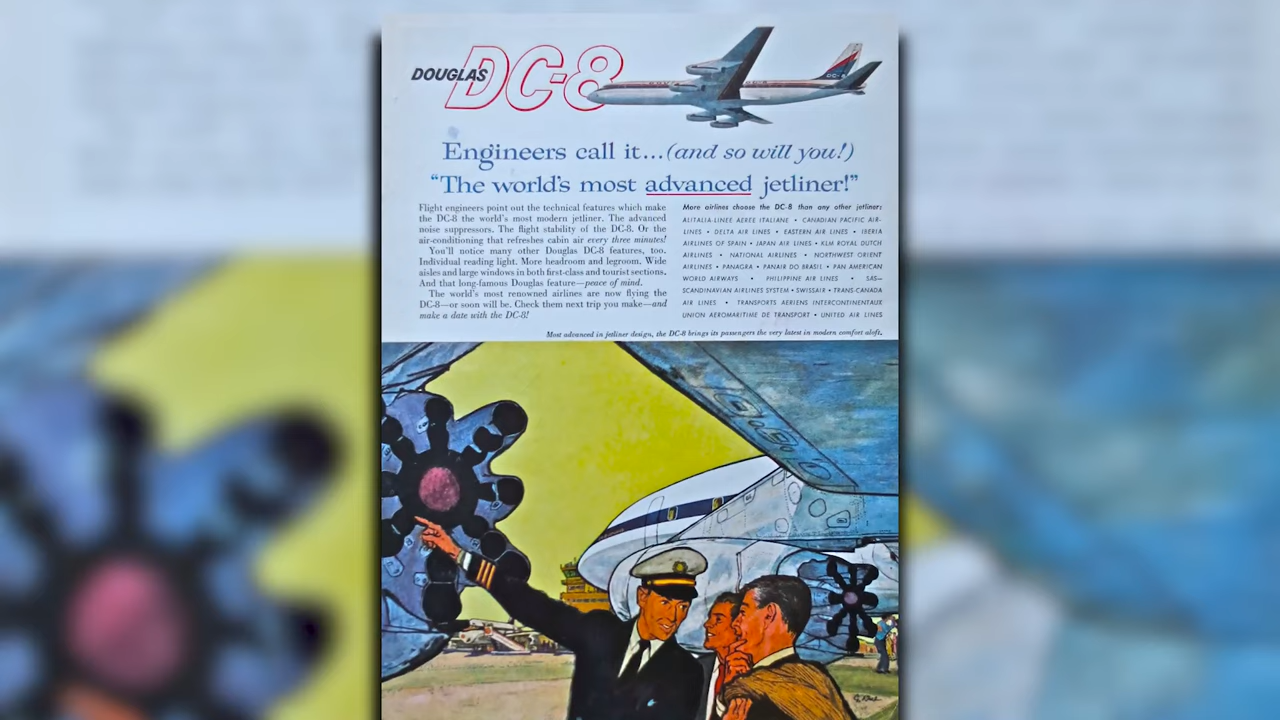 DOUGLAS DC-8
DC-8
Engineers call it...(and so will you!)
“The world's most advanced jetliner!”
Flight engineers point out the technical features which make
the DC-8 the world's most modern jetliner. The advanced
noise suppressors. The flight stability of the DC-8. Or the
air-conditioning that refreshes cabin air every three minutes!
You'll notice many other Douglas DC-8 features, too.
Individual reading light. More headroom and legroom. Wide
aisles and large windows in both first-class and tourist sections.
And that long-famous Douglas feature—peace of mind.
The world's most renowned airlines are now flying the
DC-8—or soon will be. Check them next trip you make—and
make a date with the DC-8!
More airlines choose the DC-8 than any other jetliner:
ALITALIA-LINEE AEREE ITALIANE • CANADIAN PACIFIC AIR-
LINES • DELTA AIR LINES • EASTERN AIR LINES • IBERIA
AIRLINES OF SPAIN • JAPAN AIR LINES • KLM ROYAL DUTCH
AIRLINES • NATIONAL AIRLINES • NORTHWEST ORIENT
AIRLINES • PANAGRA • PANAIR DO BRASIL • PAN AMERICAN
WORLD AIRWAYS • PHILIPPINE AIR LINES • SAS—
SCANDINAVIAN AIRLINES SYSTEM • SWISSAIR • TRANS-CANADA
AIR LINES • TRANSPORTS AERIENS INTERCONTINENTAUX
UNION AEROMARITIME DE TRANSPORT • UNITED AIR LINES
Most advanced in jetliner design, the DC-8 brings its passengers the very latest in modern comfort aloft.